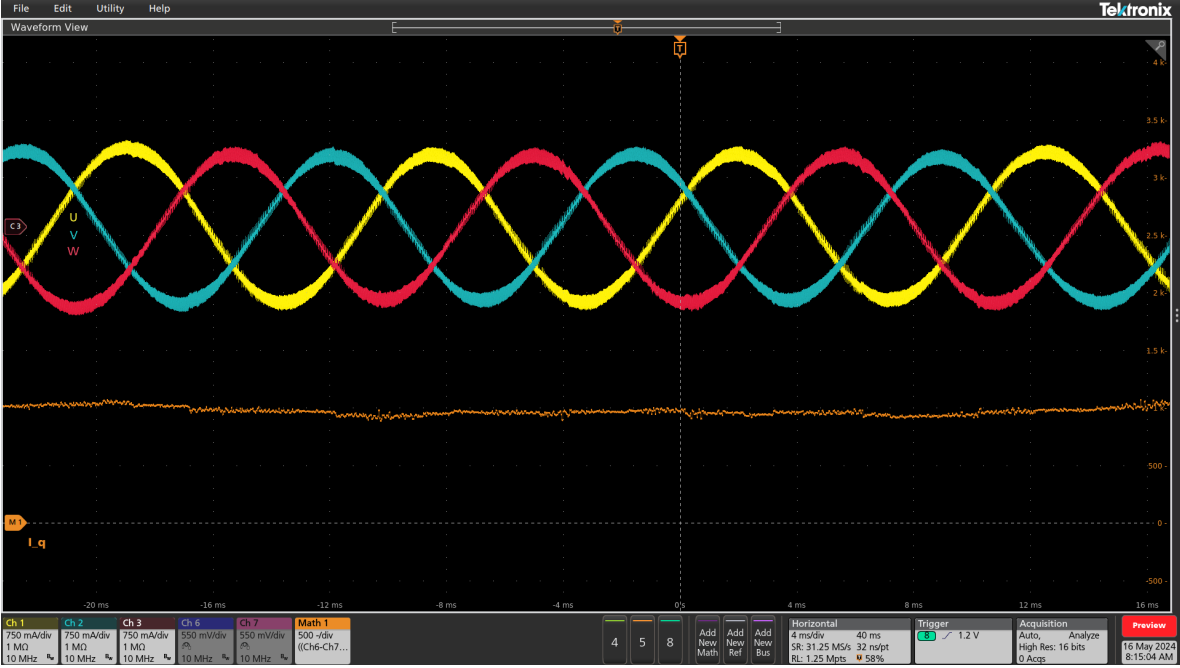 File Edit Utility Help
Tektronix
Waveform View
T
T
4 k
3.5 k
3 k
2.5 k
2 k
1.5 k
1 k
500
0
-500
C 3
U
V
W
M 1
I_q
-20 ms -16 ms -12 ms -8 ms -4 ms 0 s 4 ms 8 ms 12 ms 16 ms
Ch 1
750 mA/div
1 MΩ
10 MHz Bw
Ch 2
750 mA/div
1 MΩ
10 MHz Bw
Ch 3
750 mA/div
1 MΩ
10 MHz Bw
Ch 6
550 mV/div
10 MHz Bw
Ch 7
550 mV/div
10 MHz Bw
Math 1
500 -/div
((Ch6-Ch7...
4
5
8
Add
New
Math
Add
New
Ref
Add
New
Bus
Horizontal
4 ms/div 40 ms
SR: 31.25 MS/s 32 ns/pt
RL: 1.25 Mpts 58%
Trigger
8 1.2 V
Acquisition
Auto, Analyze
High Res: 16 bits
0 Acqs
Preview
16 May 2024
8:15:04 AM